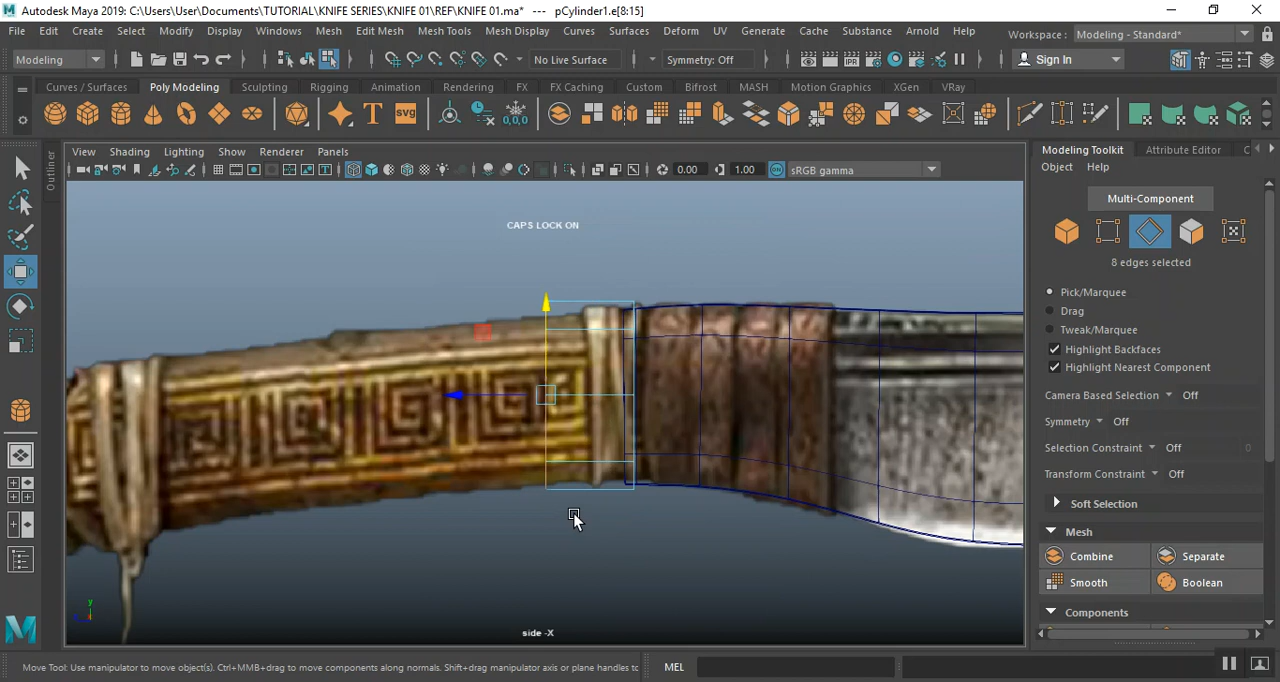 Autodesk Maya 2019: C:\Users\User\Documents\TUTORIAL\KNIFE SERIES\KNIFE 01\REF\KNIFE 01.ma* --- pCylinder1.e[8:15]
File Edit Create Select Modify Display Windows Mesh Edit Mesh Mesh Tools Mesh Display Curves Surfaces Deform UV Generate Cache Substance Arnold Help Workspace : Modeling - Standard*
Modeling No Live Surface Symmetry: Off Sign In
Curves / Surfaces Poly Modeling Sculpting Rigging Animation Rendering FX FX Caching Custom Bifrost MASH Motion Graphics XGen VRay
T SVG 0,0,0
View Shading Lighting Show Renderer Panels
0.00 1.00 ON sRGB gamma
Outliner
CAPS LOCK ON
y
side -X
Modeling Toolkit Attribute Editor C
Object Help
Multi-Component
8 edges selected
Pick/Marquee
Drag
Tweak/Marquee
Highlight Backfaces
Highlight Nearest Component
Camera Based Selection Off
Symmetry Off
Selection Constraint Off 0
Transform Constraint Off
Soft Selection
Mesh
Combine Separate
Smooth Boolean
Components
Move Tool: Use manipulator to move object(s). Ctrl+MMB+drag to move components along normals. Shift+drag manipulator axis or plane handles to
MEL